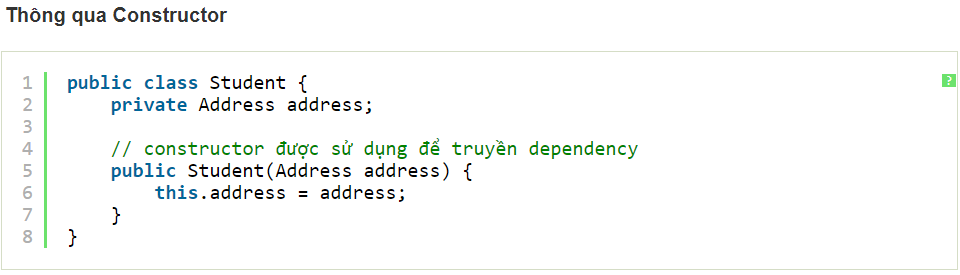 Thông qua Constructor
?
1 public class Student {
2     private Address address;
3
4     // constructor được sử dụng để truyền dependency
5     public Student(Address address) {
6         this.address = address;
7     }
8 }